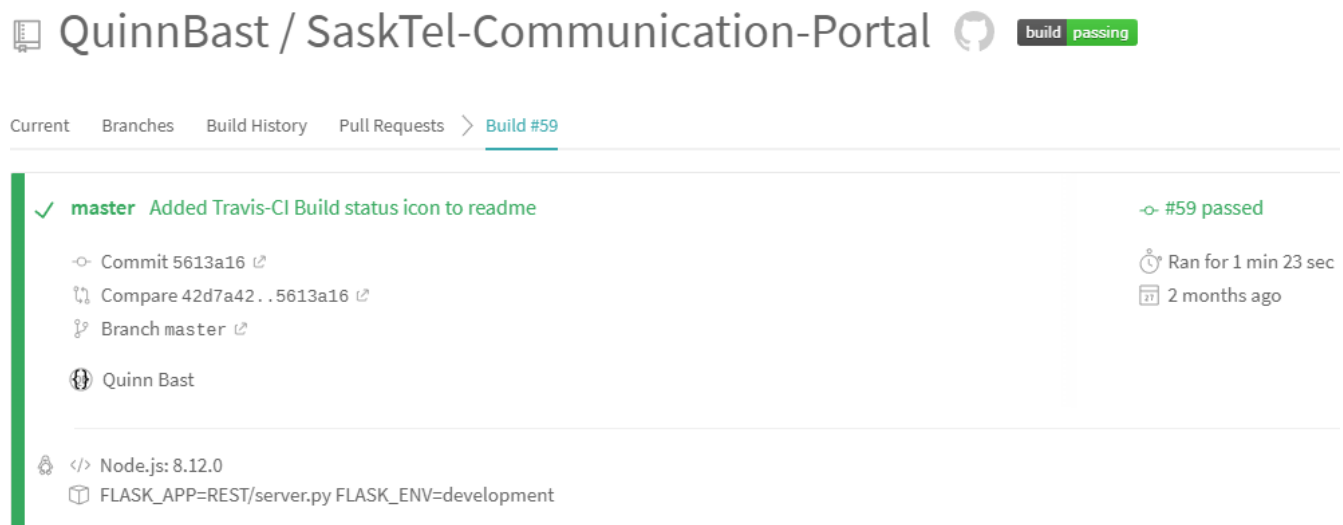 QuinnBast / SaskTel-Communication-Portal build passing
Current Branches Build History Pull Requests Build #59
master Added Travis-CI Build status icon to readme
#59 passed
Commit 5613a16
Ran for 1 min 23 sec
Compare 42d7a42..5613a16
2 months ago
Branch master
Quinn Bast
</> Node.js: 8.12.0
FLASK_APP=REST/server.py FLASK_ENV=development